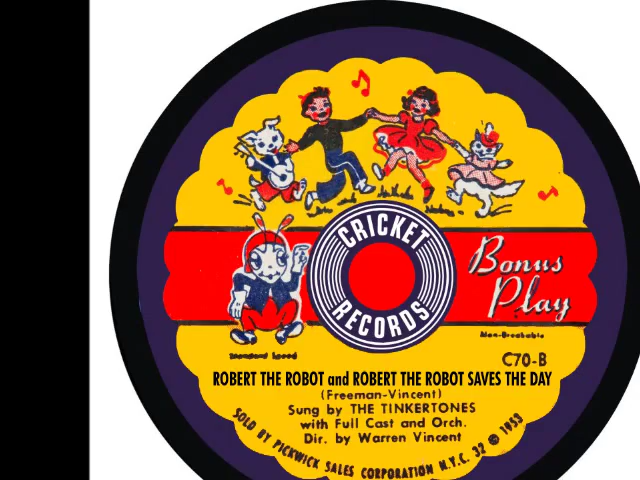 CRICKET
RECORDS
Bonus
Play
Non-Breakable
Standard Speed
C70-B
ROBERT THE ROBOT and ROBERT THE ROBOT SAVES THE DAY
(Freeman-Vincent)
Sung by THE TINKERTONES
with Full Cast and Orch.
Dir. by Warren Vincent
SOLD BY PICKWICK SALES CORPORATION N.Y.C. 32 © 1953